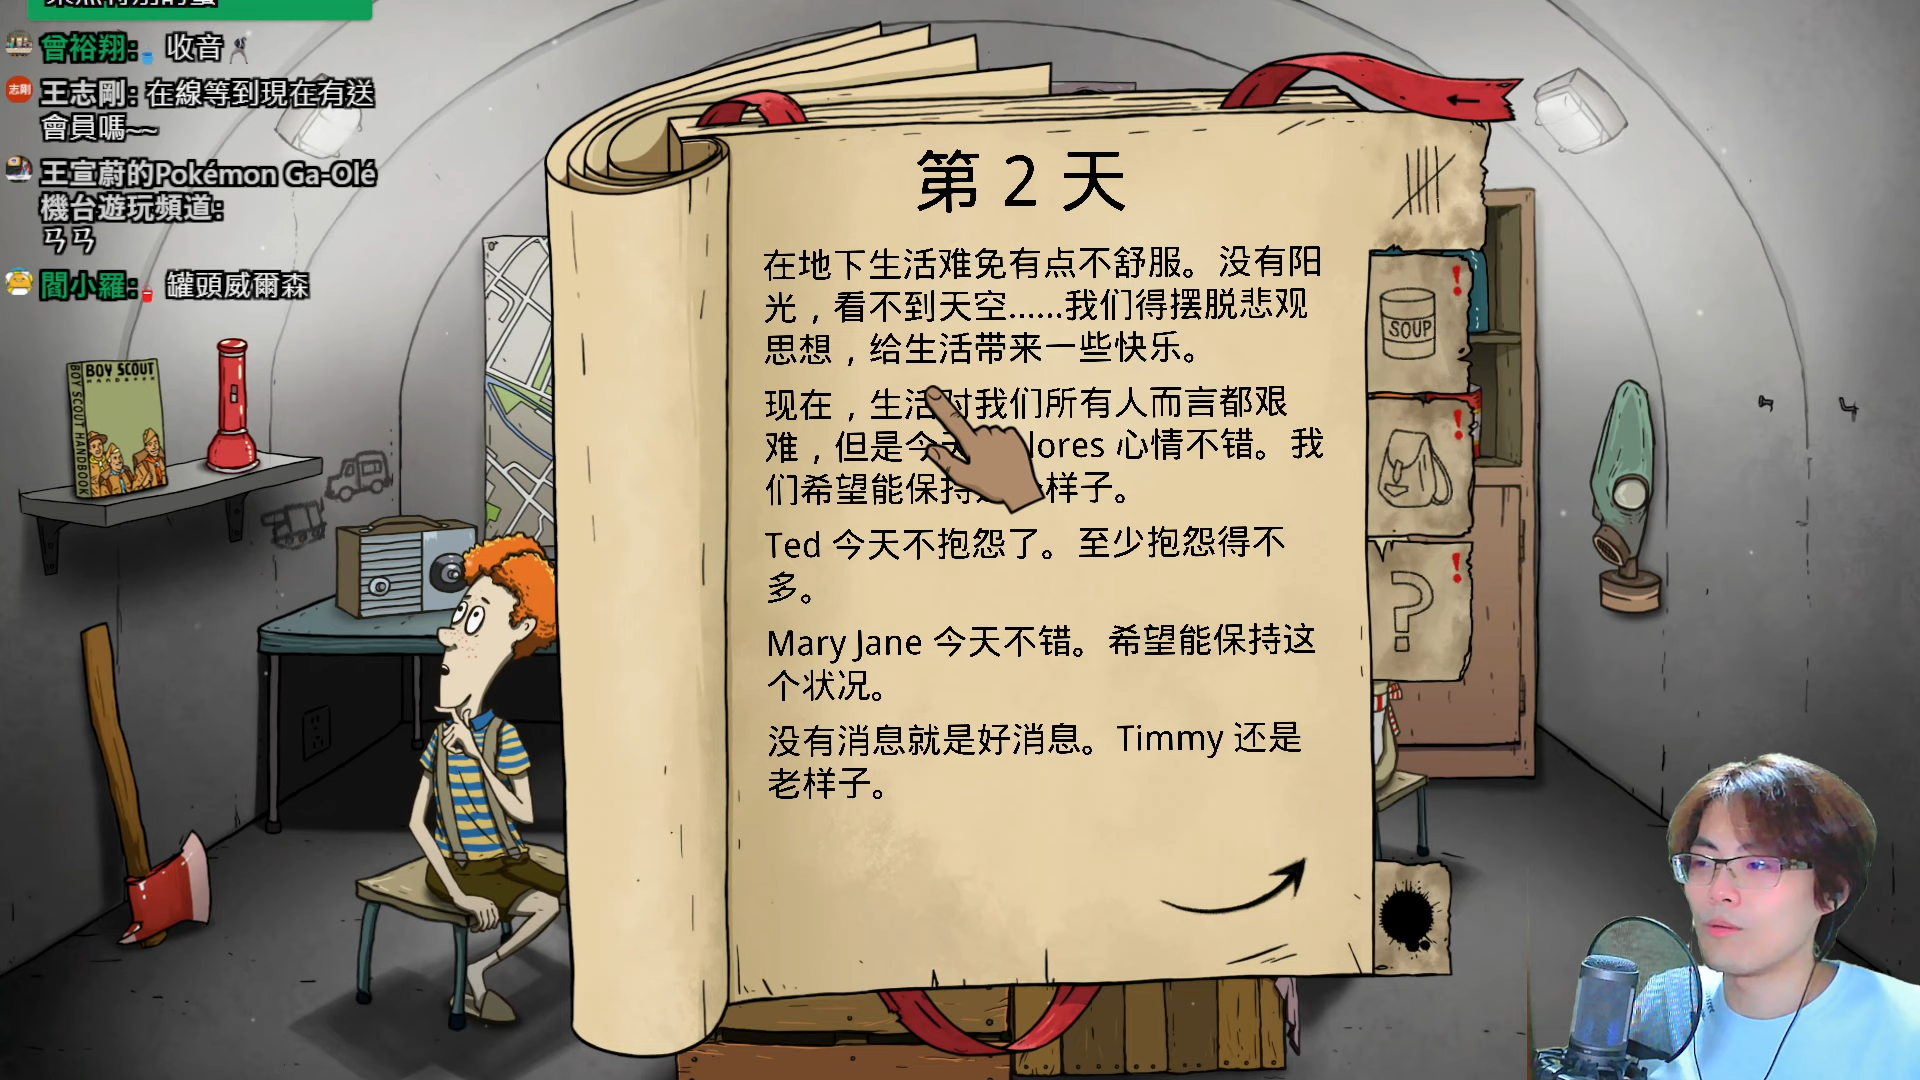 曾裕翔: 收音
志剛
王志剛: 在線等到現在有送
會員嗎~~
王宣蔚的Pokémon Ga-Olé
機台遊玩頻道:
ㄢㄢ
閻小羅: 罐頭威爾森
BOY SCOUT
HANDBOOK
BOY SCOUT HANDBOOK
第 2 天
在地下生活难免有点不舒服。没有阳
光，看不到天空……我们得摆脱悲观
思想，给生活带来一些快乐。
现在，生活对我们所有人而言都艰
难，但是今 lores 心情不错。我
们希望能保持 样子。
Ted 今天不抱怨了。至少抱怨得不
多。
Mary Jane 今天不错。希望能保持这
个状况。
没有消息就是好消息。Timmy 还是
老样子。
SOUP
!
!
!
?